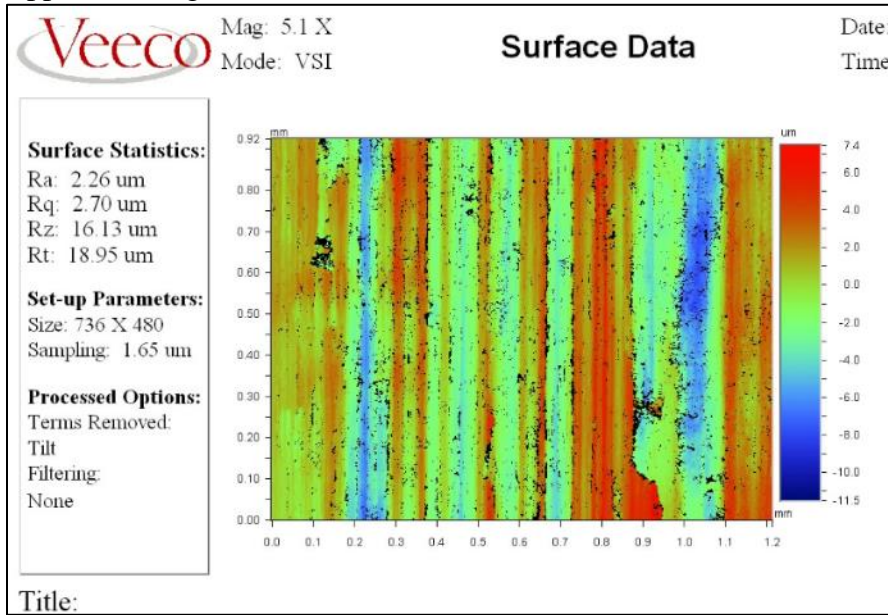 Veeco
Mag: 5.1 X
Mode: VSI
Surface Data
Date:
Time
Surface Statistics:
Ra: 2.26 um
Rq: 2.70 um
Rz: 16.13 um
Rt: 18.95 um
Set-up Parameters:
Size: 736 X 480
Sampling: 1.65 um
Processed Options:
Terms Removed:
Tilt
Filtering:
None
mm
0.92
0.80
0.70
0.60
0.50
0.40
0.30
0.20
0.10
0.00
0.0 0.1 0.2 0.3 0.4 0.5 0.6 0.7 0.8 0.9 1.0 1.1 1.2
mm
um
7.4
6.0
4.0
2.0
0.0
-2.0
-4.0
-6.0
-8.0
-10.0
-11.5
Title: